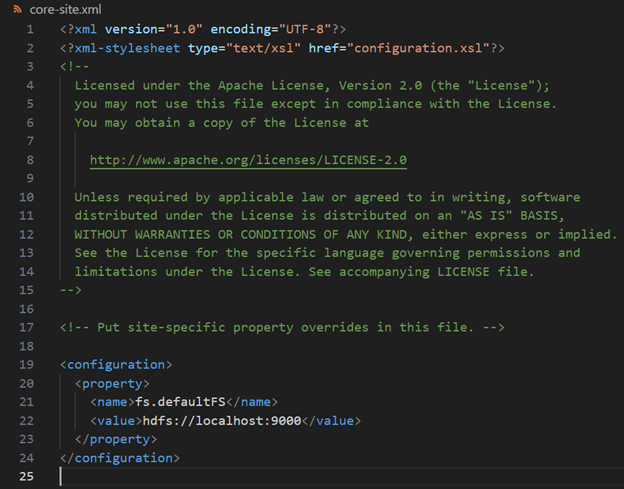 core-site.xml
1 <?xml version="1.0" encoding="UTF-8"?>
2 <?xml-stylesheet type="text/xsl" href="configuration.xsl"?>
3 <!--
4 Licensed under the Apache License, Version 2.0 (the "License");
5 you may not use this file except in compliance with the License.
6 You may obtain a copy of the License at
7
8 http://www.apache.org/licenses/LICENSE-2.0
9
10 Unless required by applicable law or agreed to in writing, software
11 distributed under the License is distributed on an "AS IS" BASIS,
12 WITHOUT WARRANTIES OR CONDITIONS OF ANY KIND, either express or implied.
13 See the License for the specific language governing permissions and
14 limitations under the License. See accompanying LICENSE file.
15 -->
16
17 <!-- Put site-specific property overrides in this file. -->
18
19 <configuration>
20 <property>
21 <name>fs.defaultFS</name>
22 <value>hdfs://localhost:9000</value>
23 </property>
24 </configuration>
25